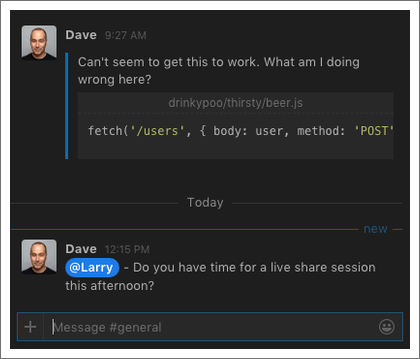 Dave 9:27 AM
Can't seem to get this to work. What am I doing
wrong here?
drinkypoo/thirsty/beer.js
fetch('/users', { body: user, method: 'POST'
Today
new
Dave 12:15 PM
@Larry - Do you have time for a live share session
this afternoon?
Message #general